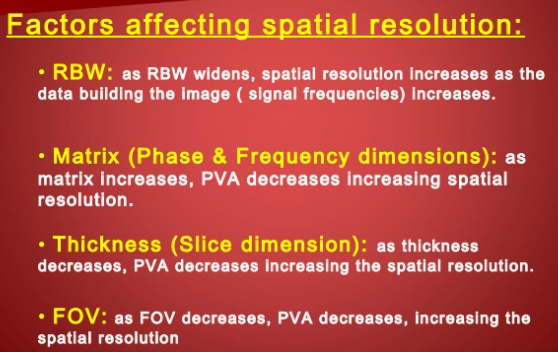 Factors affecting spatial resolution:
• RBW: as RBW widens, spatial resolution increases as the
data building the image ( signal frequencies) increases.
• Matrix (Phase & Frequency dimensions): as
matrix increases, PVA decreases increasing spatial
resolution.
• Thickness (Slice dimension): as thickness
decreases, PVA decreases increasing the spatial resolution.
• FOV: as FOV decreases, PVA decreases, increasing the
spatial resolution